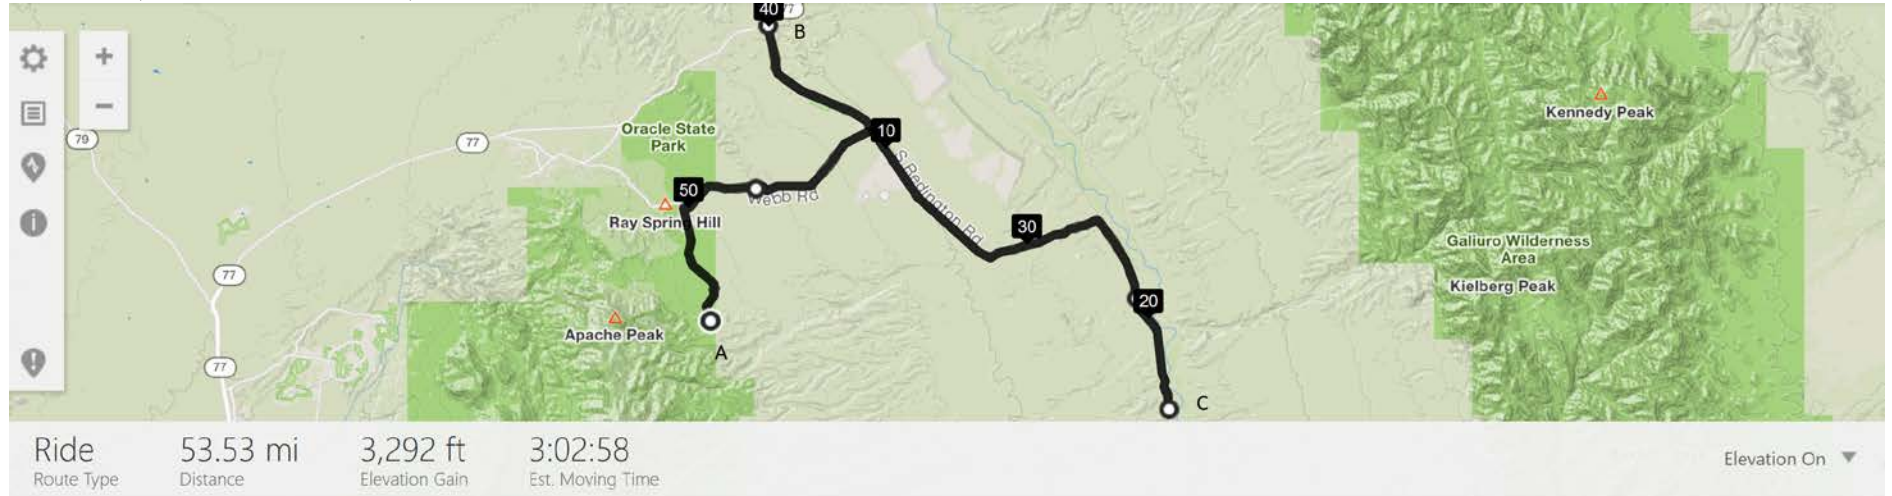 40
77
B
+
−
79
77
Oracle State
Park
10
50
Webb Rd
S Redington Rd
Ray Spring Hill
30
Kennedy Peak
Galiuro Wilderness
Area
Kielberg Peak
77
20
Apache Peak
A
77
C
Ride
Route Type
53.53 mi
Distance
3,292 ft
Elevation Gain
3:02:58
Est. Moving Time
Elevation On